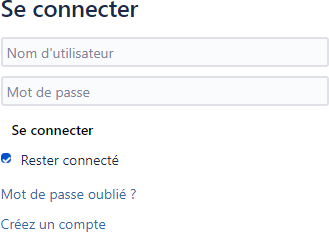 Se connecter
Nom d'utilisateur
Mot de passe
Se connecter
Rester connecté
Mot de passe oublié ?
Créez un compte